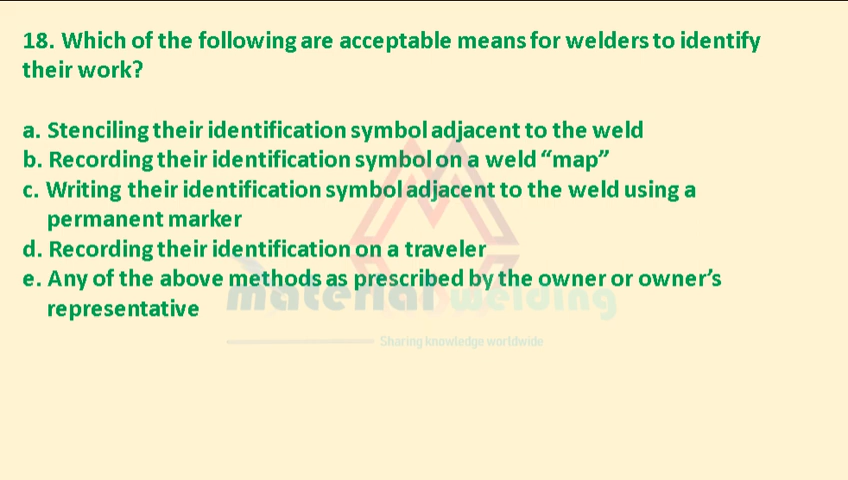 18. Which of the following are acceptable means for welders to identify
their work?
a. Stenciling their identification symbol adjacent to the weld
b. Recording their identification symbol on a weld “map”
c. Writing their identification symbol adjacent to the weld using a
permanent marker
d. Recording their identification on a traveler
e. Any of the above methods as prescribed by the owner or owner’s
representative
material welding
Sharing knowledge worldwide